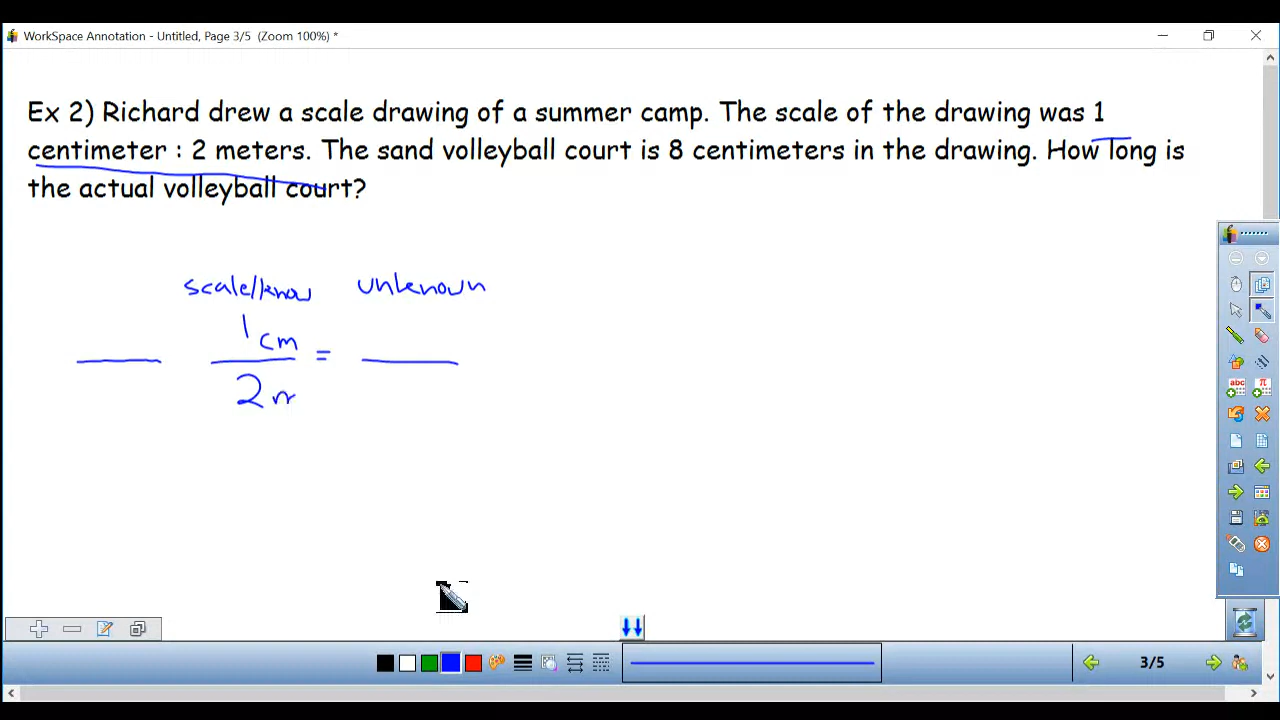 WorkSpace Annotation - Untitled, Page 3/5 (Zoom 100%) *
Ex 2) Richard drew a scale drawing of a summer camp. The scale of the drawing was 1
centimeter : 2 meters. The sand volleyball court is 8 centimeters in the drawing. How long is
the actual volleyball court?
scale/know unknown
1 cm
=
2 m
abc
π
3/5